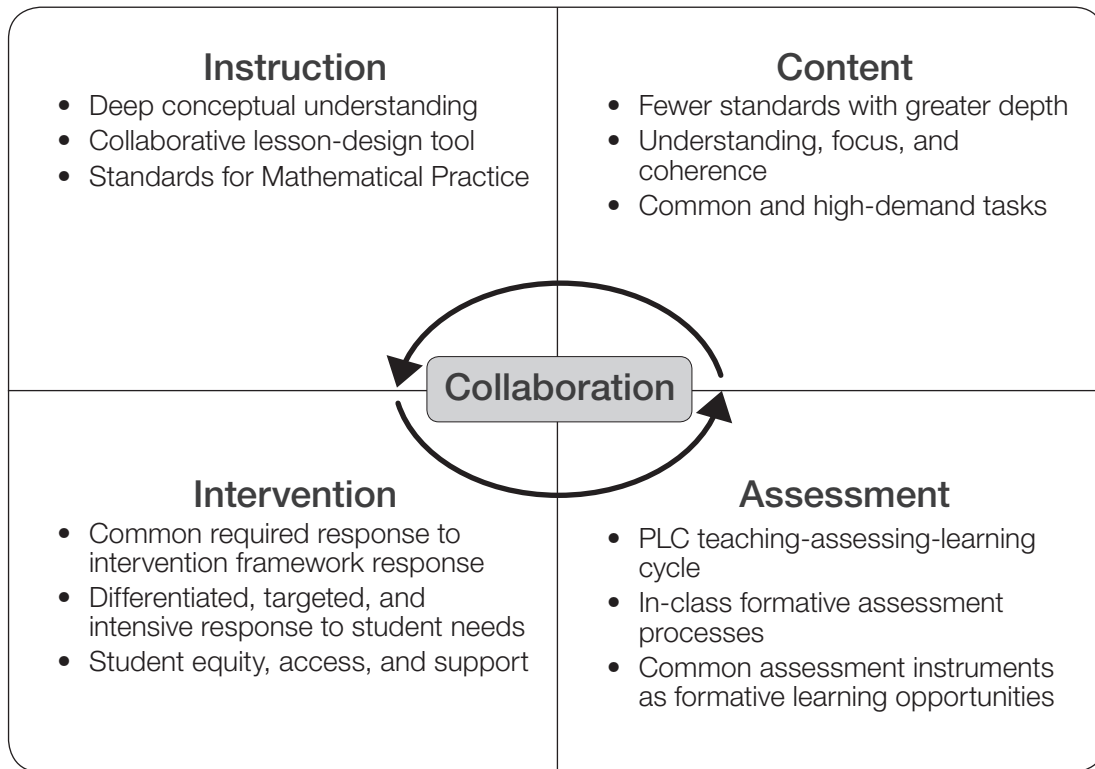 Instruction
• Deep conceptual understanding
• Collaborative lesson-design tool
• Standards for Mathematical Practice
Content
• Fewer standards with greater depth
• Understanding, focus, and
coherence
• Common and high-demand tasks
Collaboration
Intervention
• Common required response to
intervention framework response
• Differentiated, targeted, and
intensive response to student needs
• Student equity, access, and support
Assessment
• PLC teaching-assessing-learning
cycle
• In-class formative assessment
processes
• Common assessment instruments
as formative learning opportunities